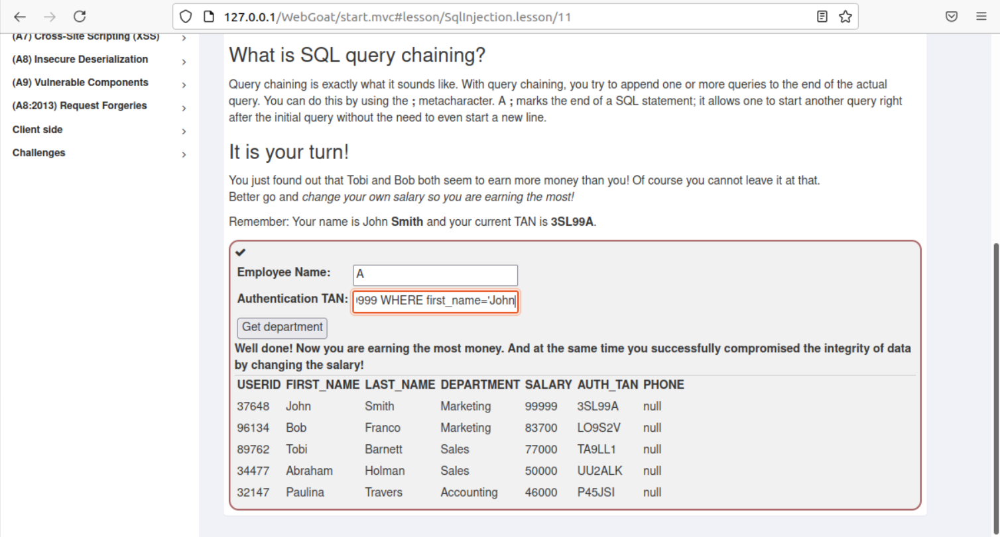 127.0.0.1/WebGoat/start.mvc#lesson/SqlInjection.lesson/11
(A7) Cross-Site Scripting (XSS)
(A8) Insecure Deserialization
(A9) Vulnerable Components
(A8:2013) Request Forgeries
Client side
Challenges
What is SQL query chaining?
Query chaining is exactly what it sounds like. With query chaining, you try to append one or more queries to the end of the actual
query. You can do this by using the ; metacharacter. A ; marks the end of a SQL statement; it allows one to start another query right
after the initial query without the need to even start a new line.
It is your turn!
You just found out that Tobi and Bob both seem to earn more money than you! Of course you cannot leave it at that.
Better go and change your own salary so you are earning the most!
Remember: Your name is John Smith and your current TAN is 3SL99A.
Employee Name: A
Authentication TAN: 999 WHERE first_name='John
Get department
Well done! Now you are earning the most money. And at the same time you successfully compromised the integrity of data
by changing the salary!
USERID FIRST_NAME LAST_NAME DEPARTMENT SALARY AUTH_TAN PHONE
37648 John Smith Marketing 99999 3SL99A null
96134 Bob Franco Marketing 83700 LO9S2V null
89762 Tobi Barnett Sales 77000 TA9LL1 null
34477 Abraham Holman Sales 50000 UU2ALK null
32147 Paulina Travers Accounting 46000 P45JSI null